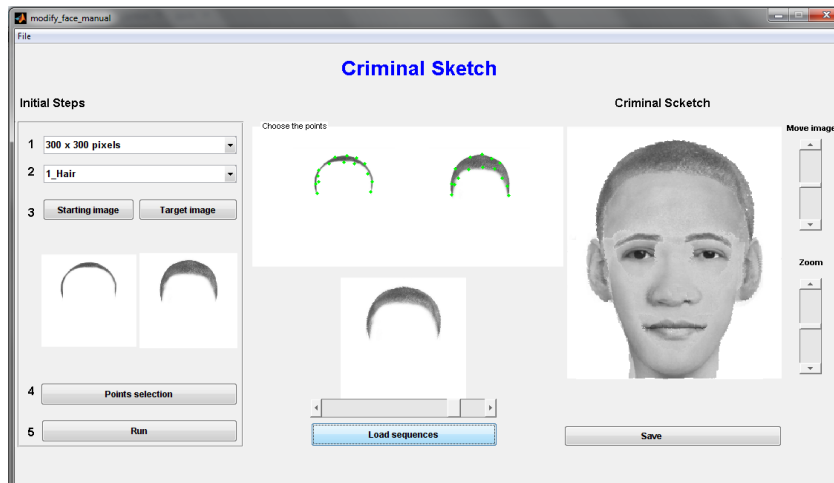 modify_face_manual
File
Criminal Sketch
Initial Steps
1 300 x 300 pixels
2 1_Hair
3 Starting image Target image
4 Points selection
5 Run
Choose the points
Load sequences
Criminal Scketch
Move image
Zoom
Save